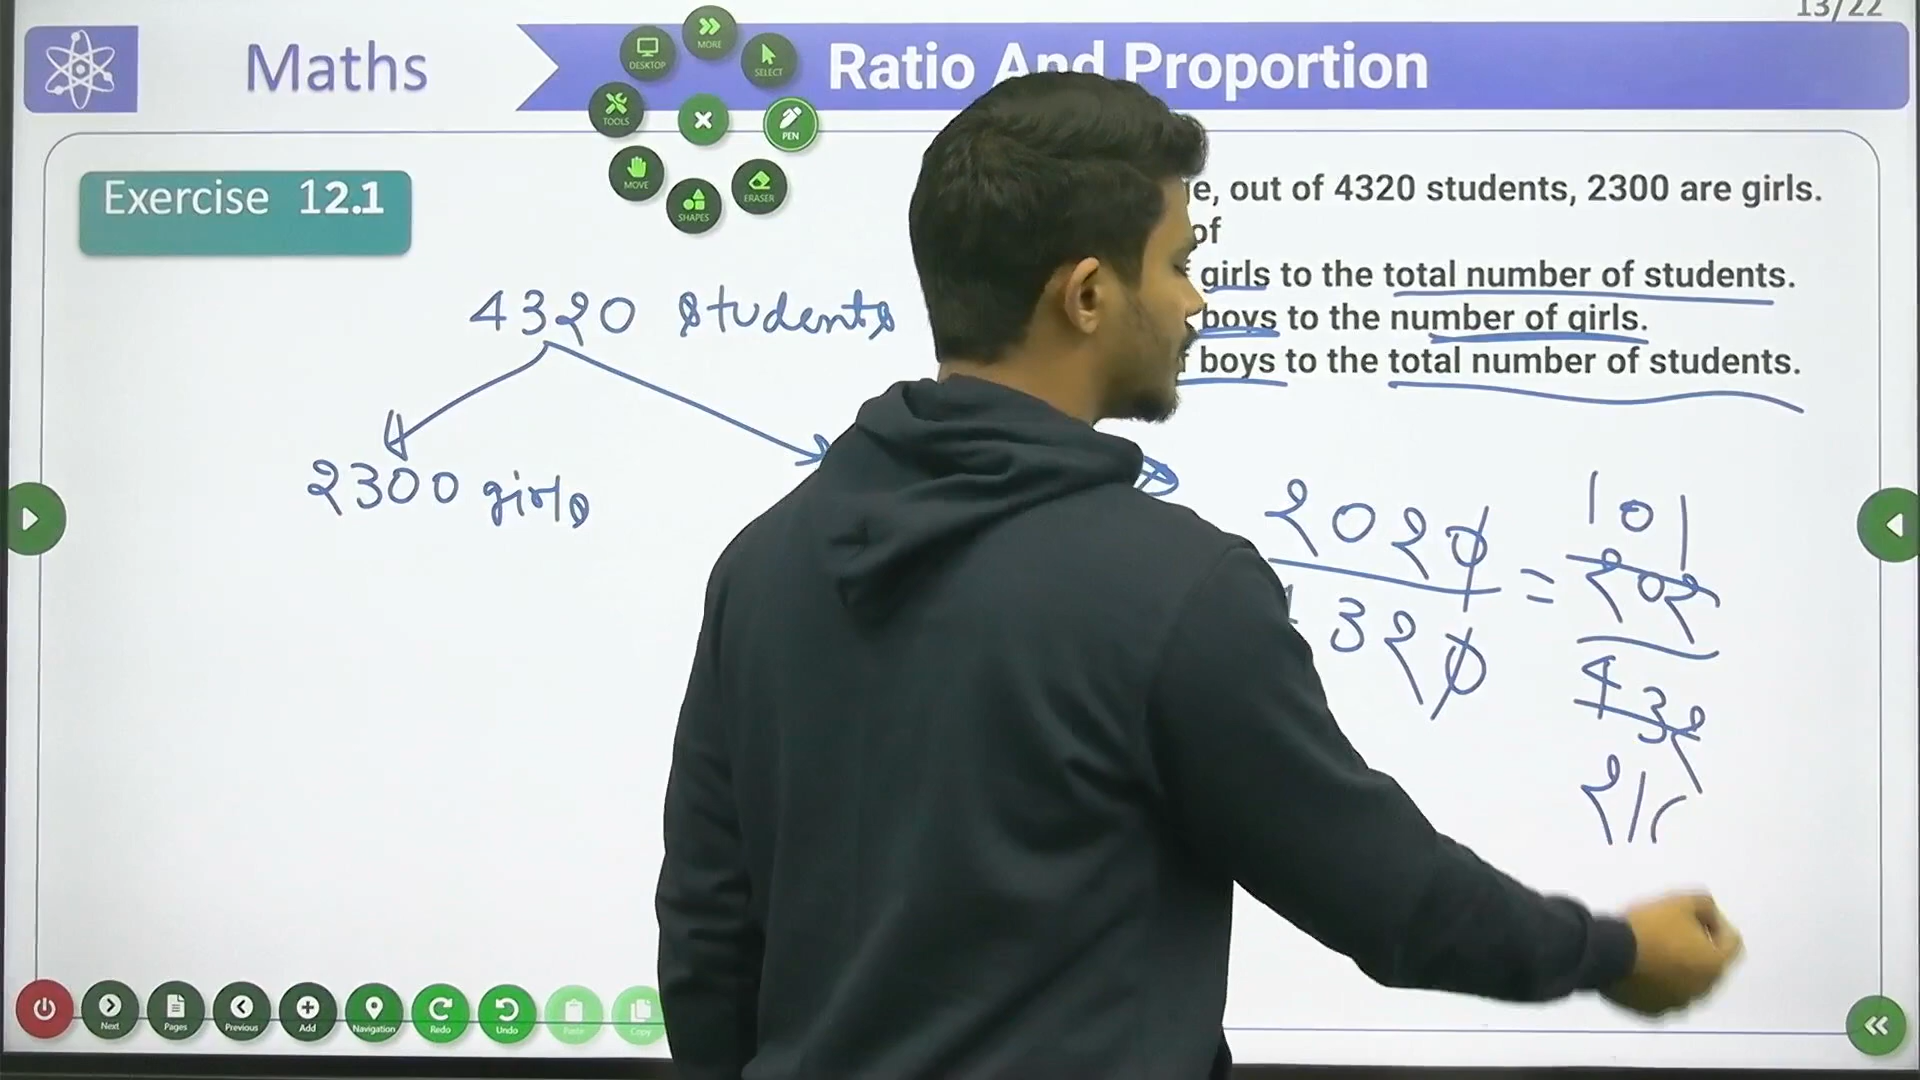 13/22
Maths
Ratio And Proportion
MORE
DESKTOP
SELECT
TOOLS
PEN
MOVE
ERASER
SHAPES
Exercise 12.1
out of 4320 students, 2300 are girls.
of
girls to the total number of students.
boys to the number of girls.
boys to the total number of students.
4320 students
2300 girls
2020
4320
=
101
202
432
21
Next
Pages
Previous
Add
Navigation
Redo
Undo
Paste
Copy